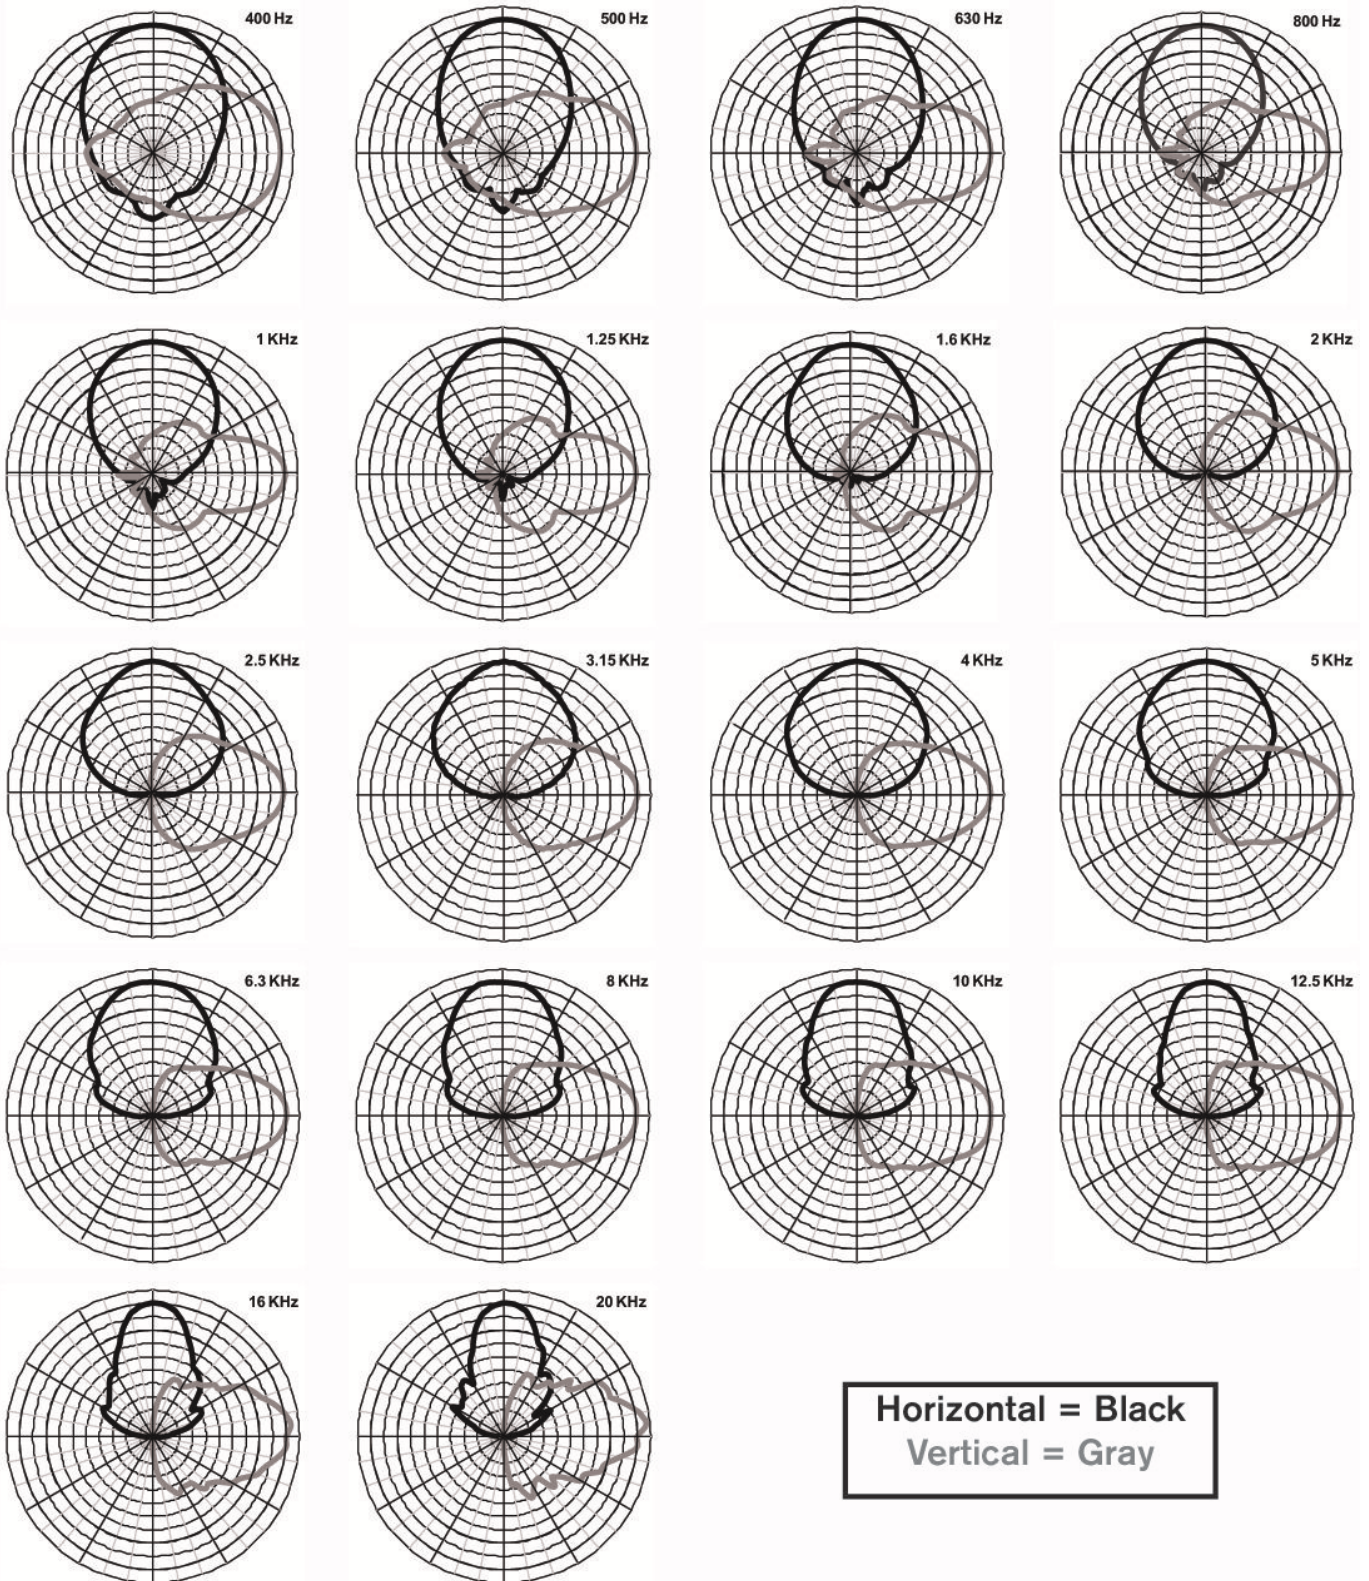 400 Hz
500 Hz
630 Hz
800 Hz
1 KHz
1.25 KHz
1.6 KHz
2 KHz
2.5 KHz
3.15 KHz
4 KHz
5 KHz
6.3 KHz
8 KHz
10 KHz
12.5 KHz
16 KHz
20 KHz
Horizontal = Black
Vertical = Gray